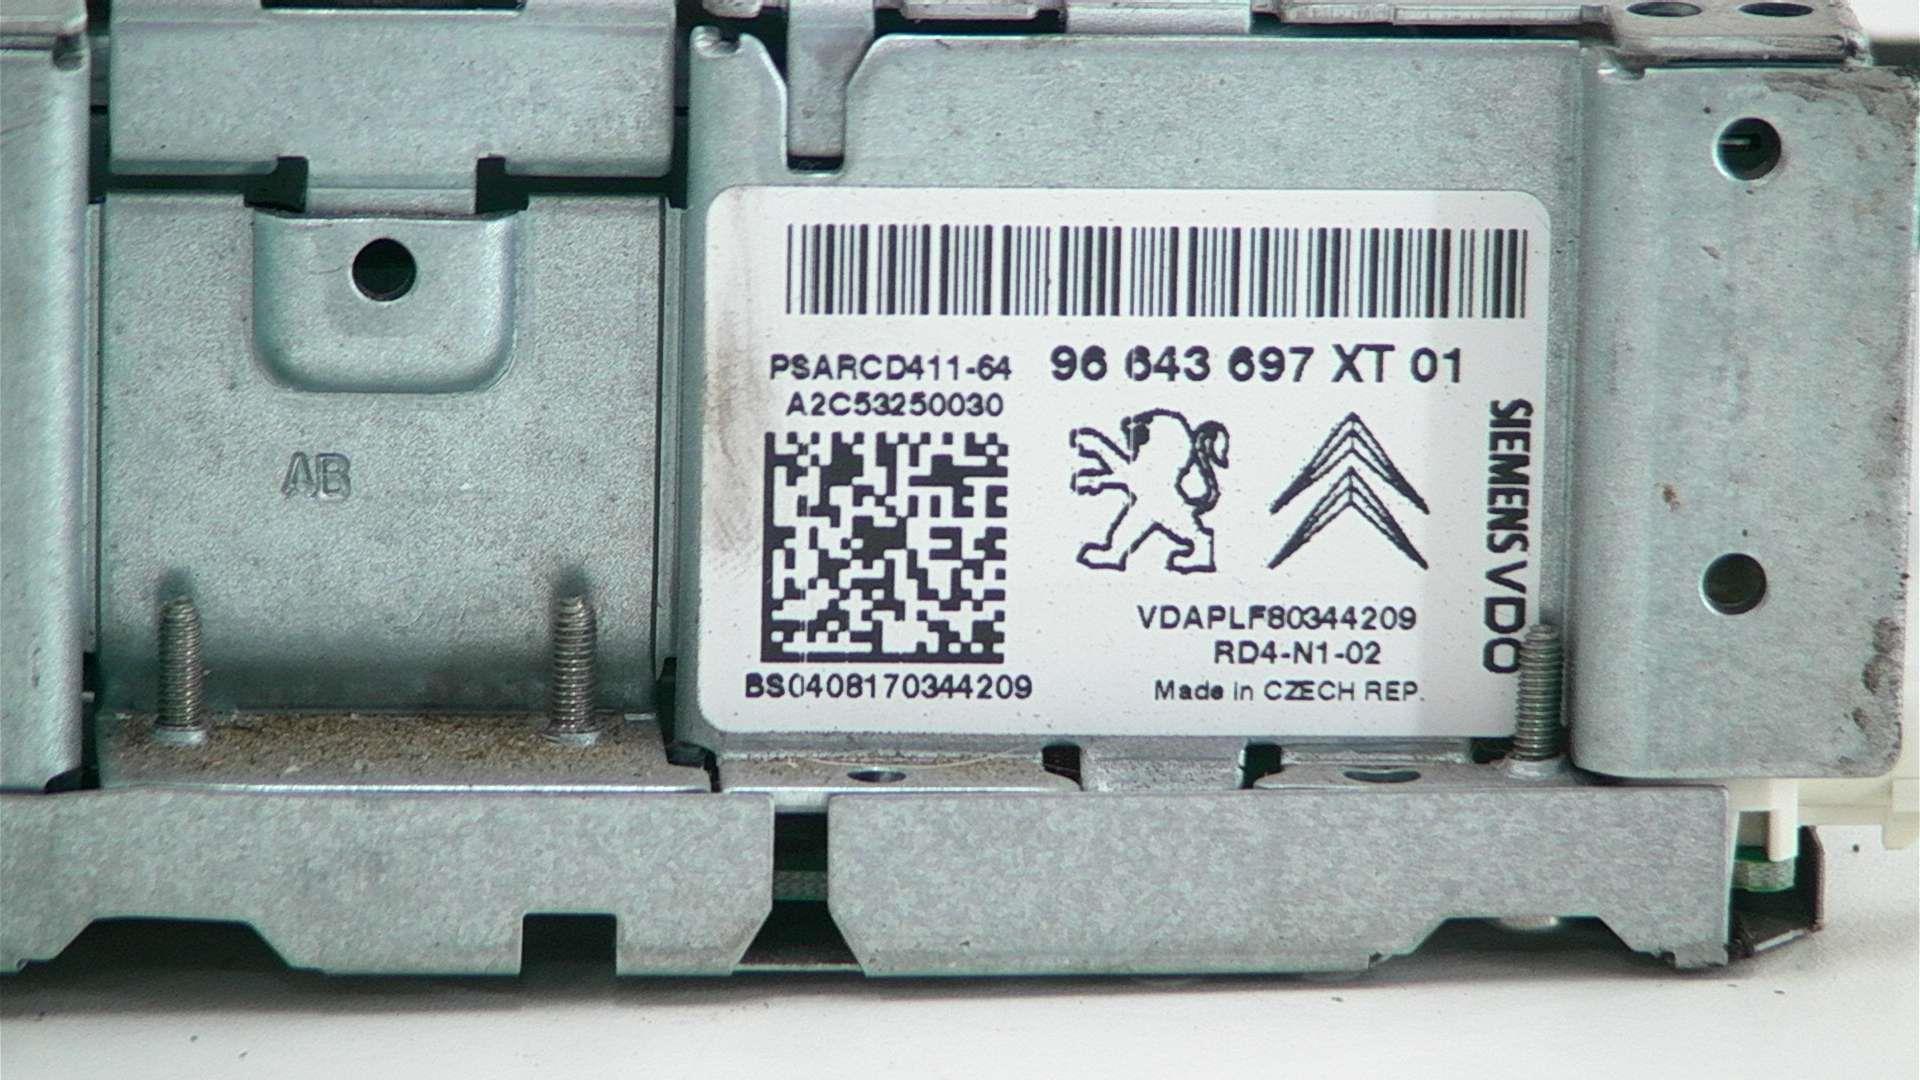 PSARCD411-64
96 643 697 XT 01
A2C53250030
SIEMENS VDO
AB
VDAPLF80344209
RD4-N1-02
BS0408170344209
Made in CZECH REP.